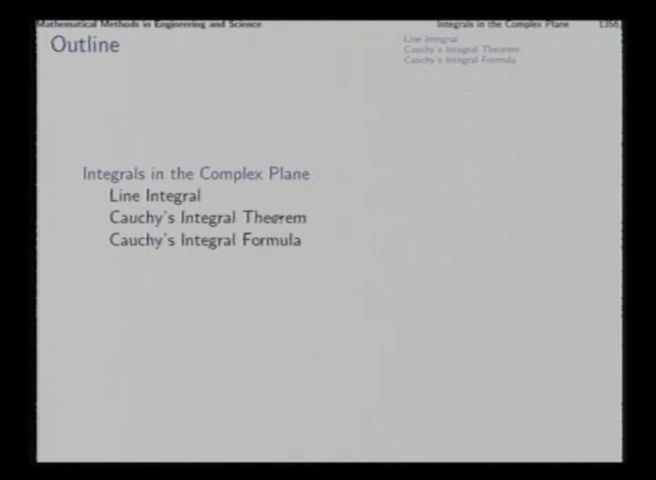 Mathematical Methods in Engineering and Science
Integrals in the Complex Plane
Outline
Line Integral
Cauchy's Integral Theorem
Cauchy's Integral Formula
Integrals in the Complex Plane
Line Integral
Cauchy's Integral Theorem
Cauchy's Integral Formula